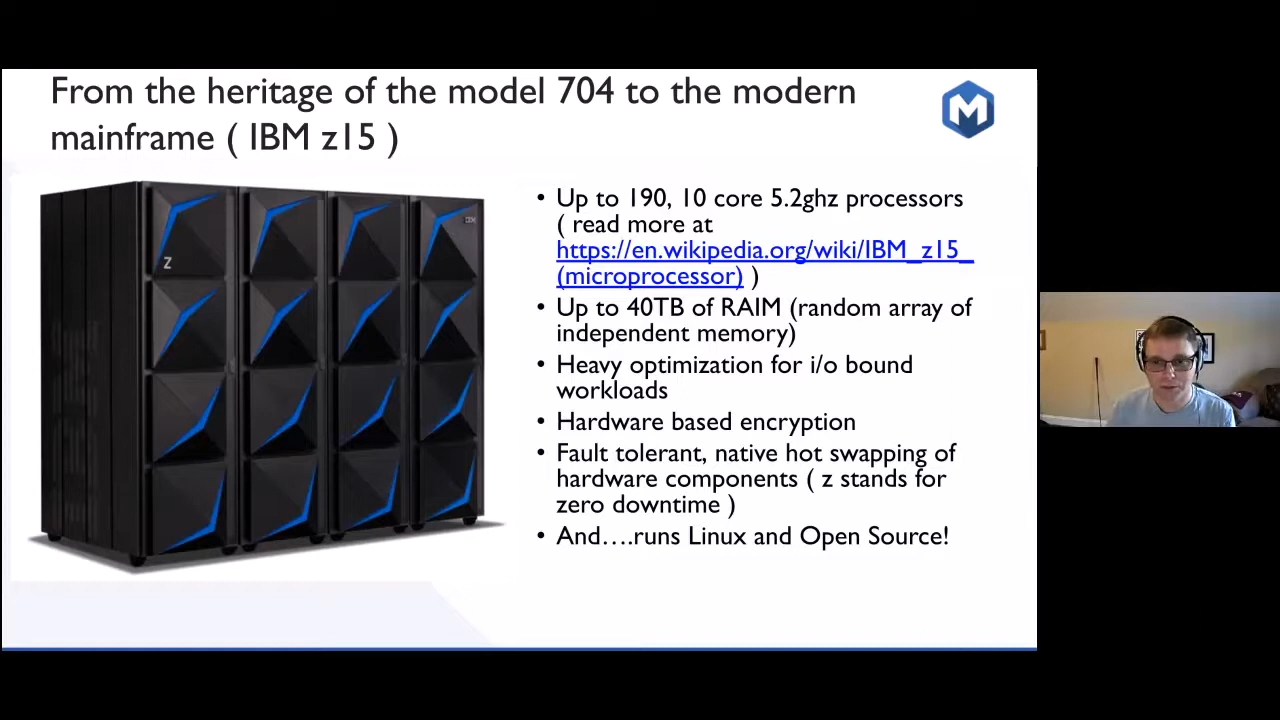 From the heritage of the model 704 to the modern
mainframe ( IBM z15 )
M
• Up to 190, 10 core 5.2ghz processors
( read more at
https://en.wikipedia.org/wiki/IBM_z15_
(microprocessor) )
• Up to 40TB of RAIM (random array of
independent memory)
• Heavy optimization for i/o bound
workloads
• Hardware based encryption
• Fault tolerant, native hot swapping of
hardware components ( z stands for
zero downtime )
• And….runs Linux and Open Source!
IBM
Z